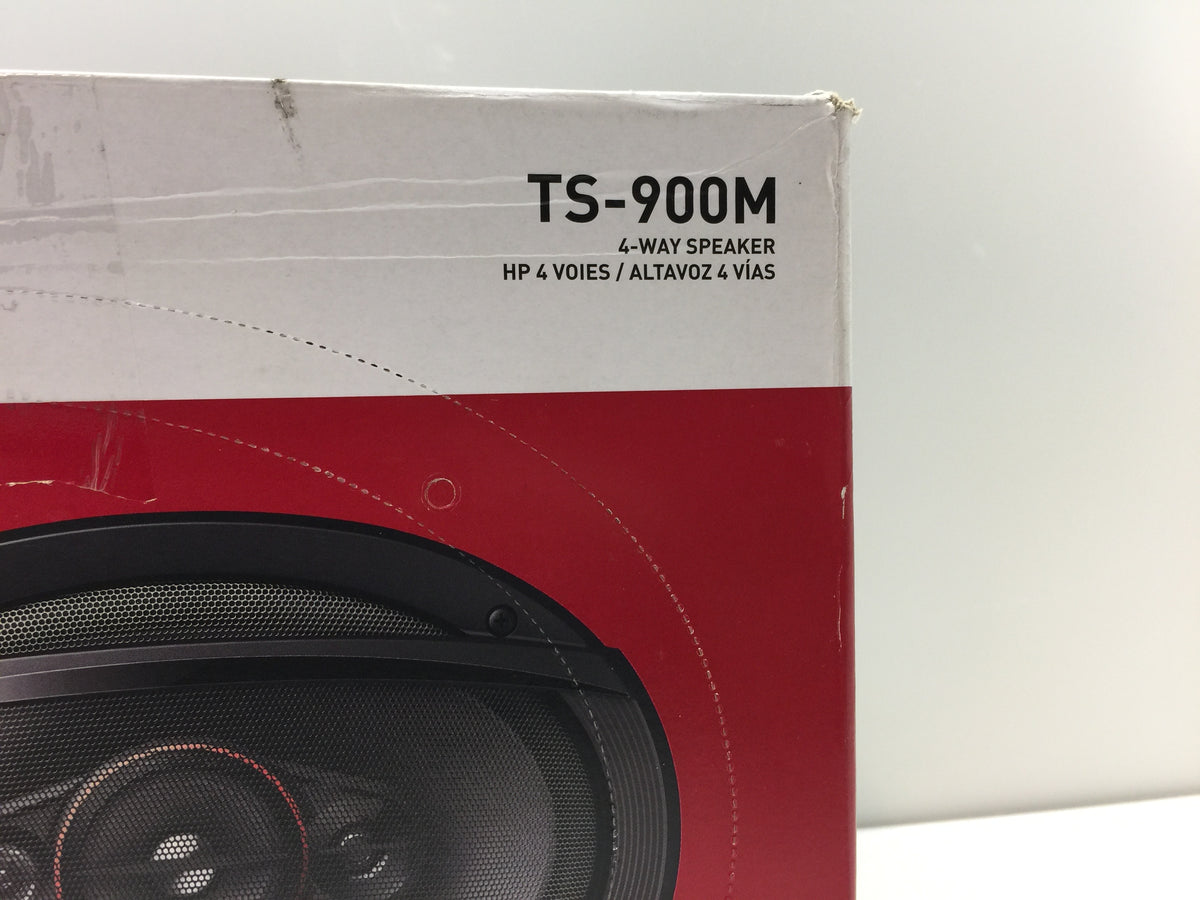 TS-900M
4-WAY SPEAKER
HP 4 VOIES / ALTAVOZ 4 VÍAS